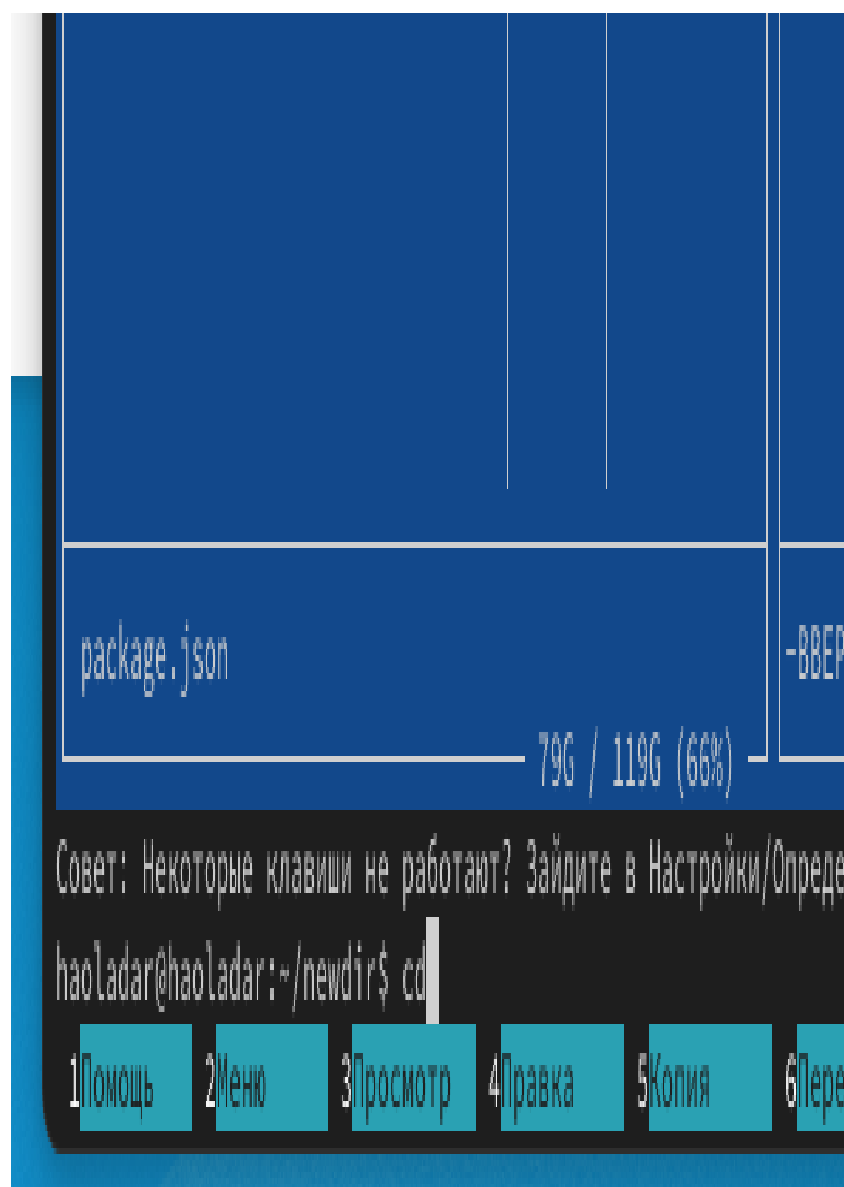 package.json
-ВВЕР
79G / 119G (66%)
Совет: Некоторые клавиши не работают? Зайдите в Настройки/Опреде
haoladar@haoladar:~/newdir$ cd
1Помощь 2Меню 3Просмотр 4Правка 5Копия 6Пере